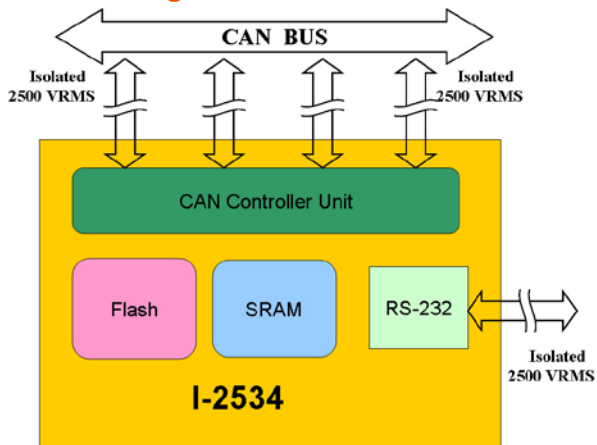 CAN BUS
Isolated
2500 VRMS
Isolated
2500 VRMS
CAN Controller Unit
Flash
SRAM
RS-232
Isolated
2500 VRMS
I-2534